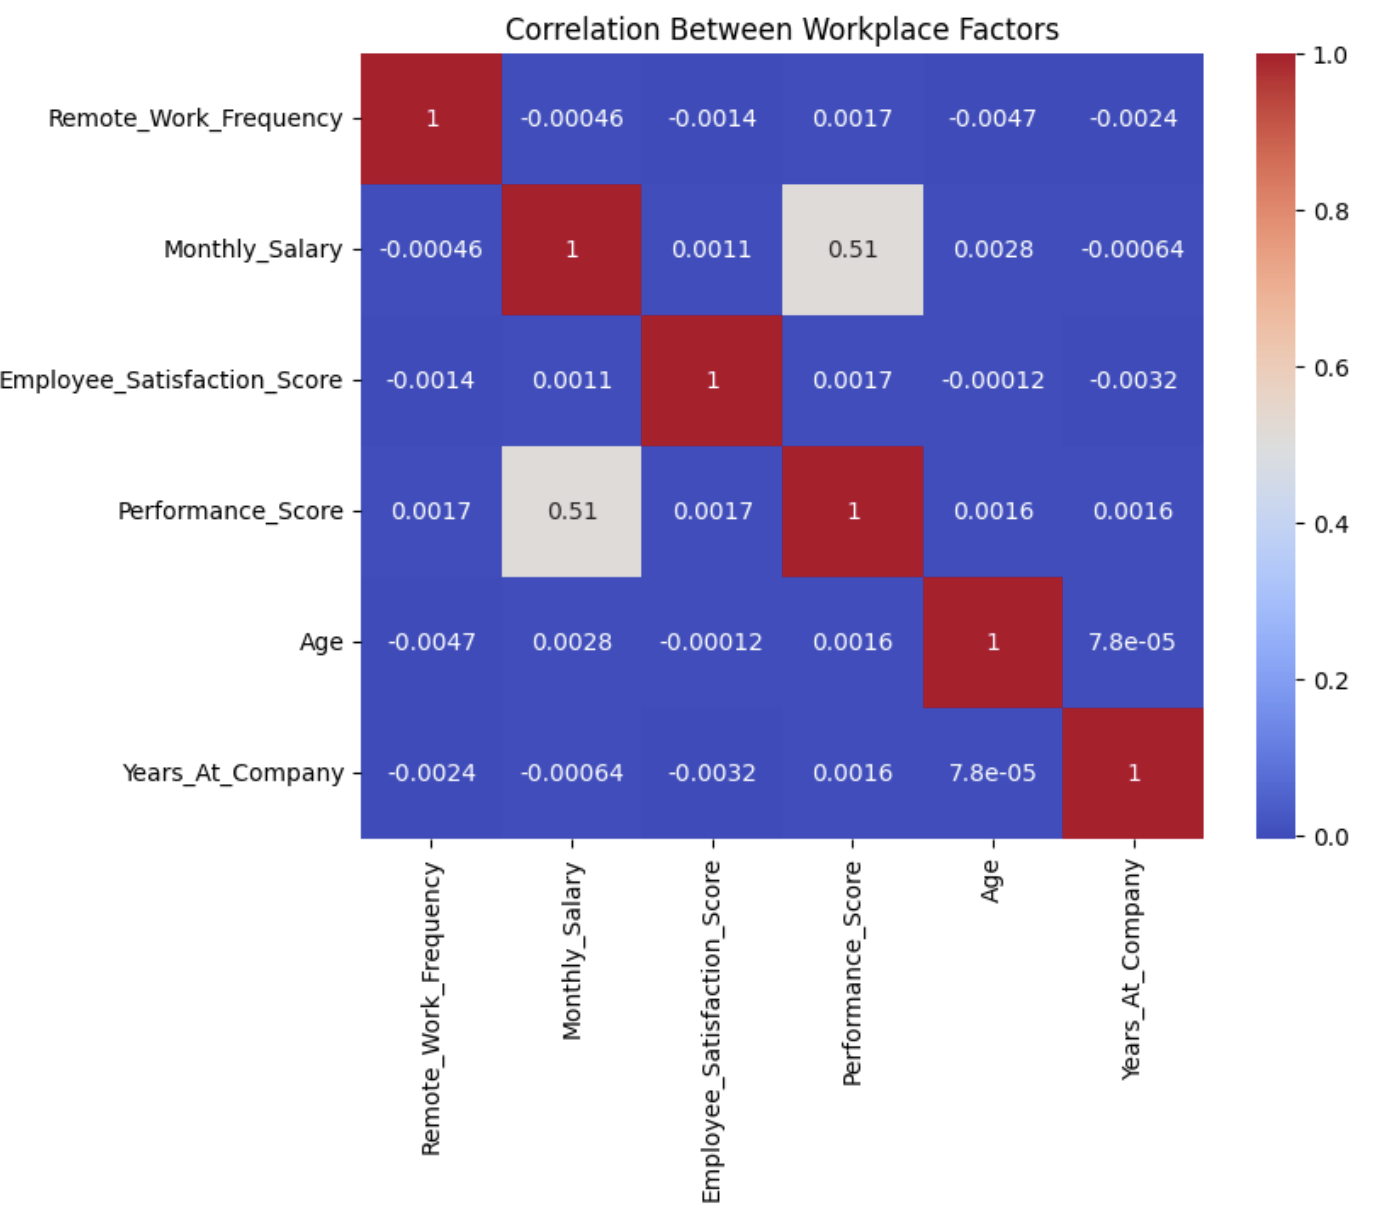 Correlation Between Workplace Factors
Remote_Work_Frequency 1 -0.00046 -0.0014 0.0017 -0.0047 -0.0024
Monthly_Salary -0.00046 1 0.0011 0.51 0.0028 -0.00064
Employee_Satisfaction_Score -0.0014 0.0011 1 0.0017 -0.00012 -0.0032
Performance_Score 0.0017 0.51 0.0017 1 0.0016 0.0016
Age -0.0047 0.0028 -0.00012 0.0016 1 7.8e-05
Years_At_Company -0.0024 -0.00064 -0.0032 0.0016 7.8e-05 1
Remote_Work_Frequency
Monthly_Salary
Employee_Satisfaction_Score
Performance_Score
Age
Years_At_Company
1.0
0.8
0.6
0.4
0.2
0.0